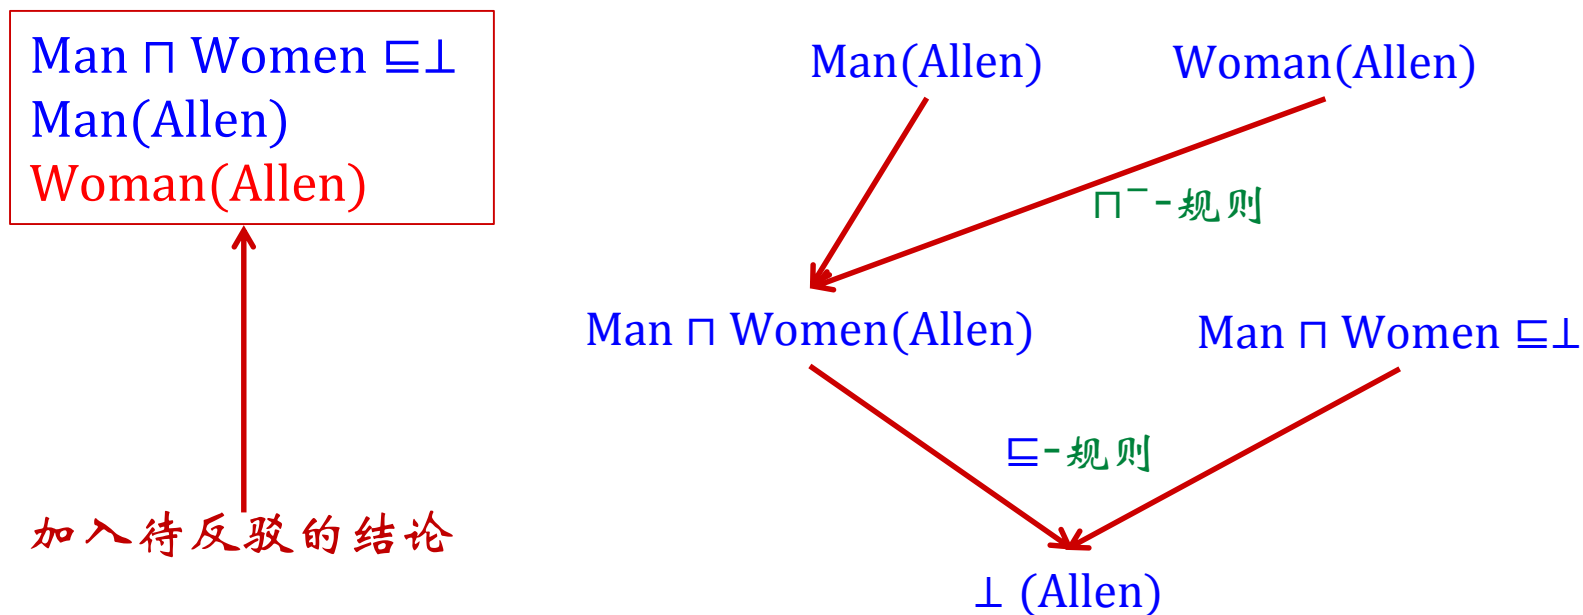 Man ⊓ Women ⊑⊥
Man(Allen)
Woman(Allen)
加入待反驳的结论
Man(Allen)
Woman(Allen)
⊓⁻-规则
Man ⊓ Women(Allen)
Man ⊓ Women ⊑⊥
⊑-规则
⊥ (Allen)